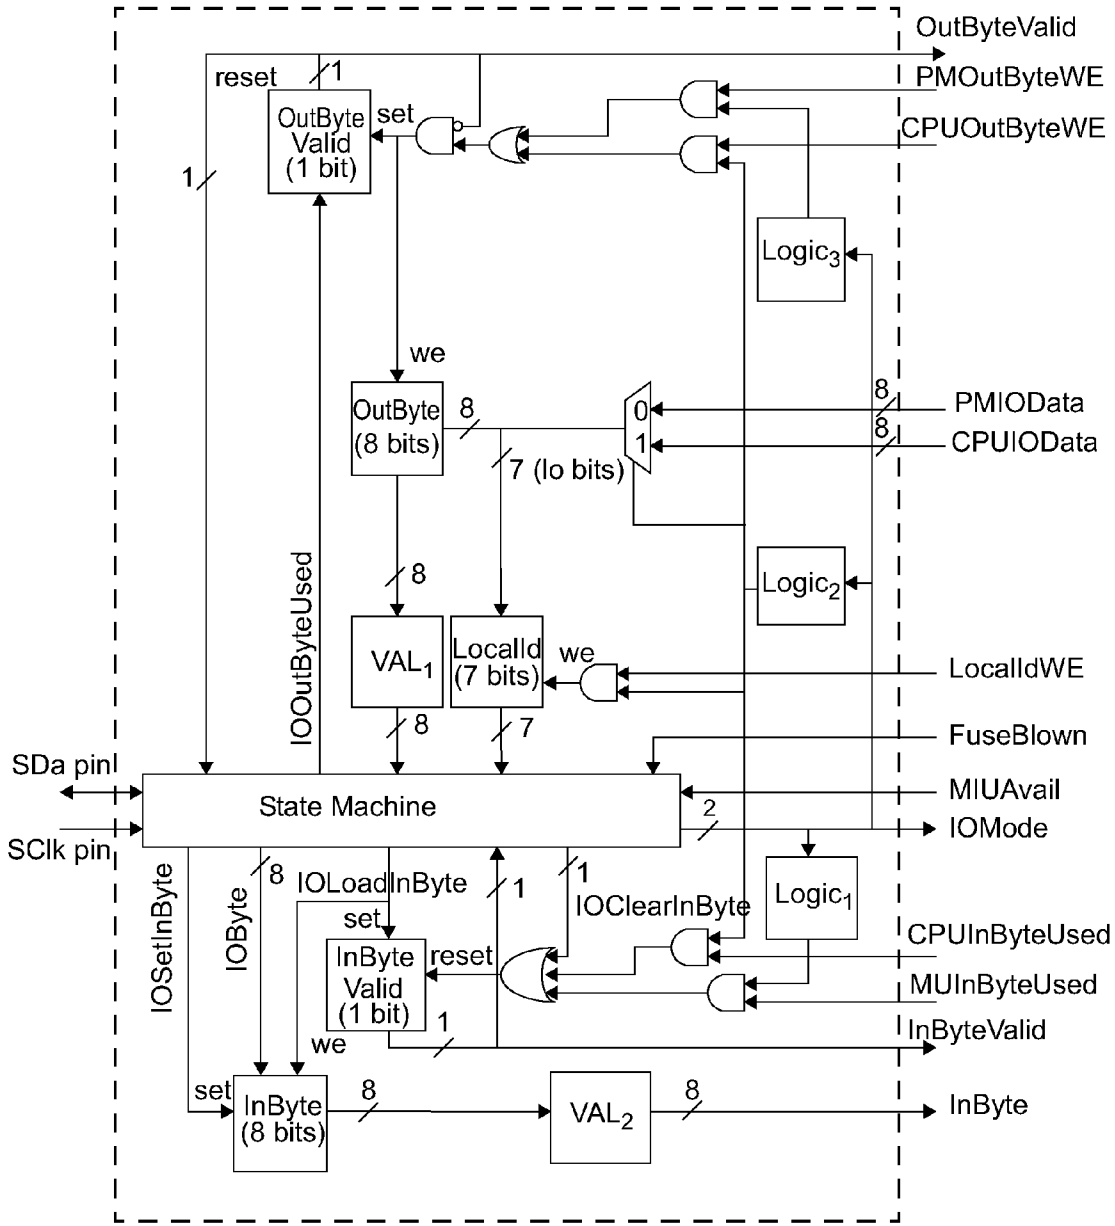 OutByteValid
reset
1
PMOutByteWE
OutByte
Valid
(1 bit)
set
CPUOutByteWE
1
Logic3
we
OutByte
(8 bits)
8
0
1
8
PMIOData
8
CPUIOData
7 (lo bits)
IOOutByteUsed
8
Logic2
VAL1
LocalId
(7 bits)
we
LocalIdWE
8
7
FuseBlown
SDa pin
State Machine
MIUAvail
2
IOMode
SClk pin
IOSetInByte
IOByte
8
IOLoadInByte
1
1
IOClearInByte
Logic1
set
CPUInByteUsed
InByte
Valid
(1 bit)
reset
MUInByteUsed
we
1
InByteValid
set
InByte
(8 bits)
8
VAL2
8
InByte